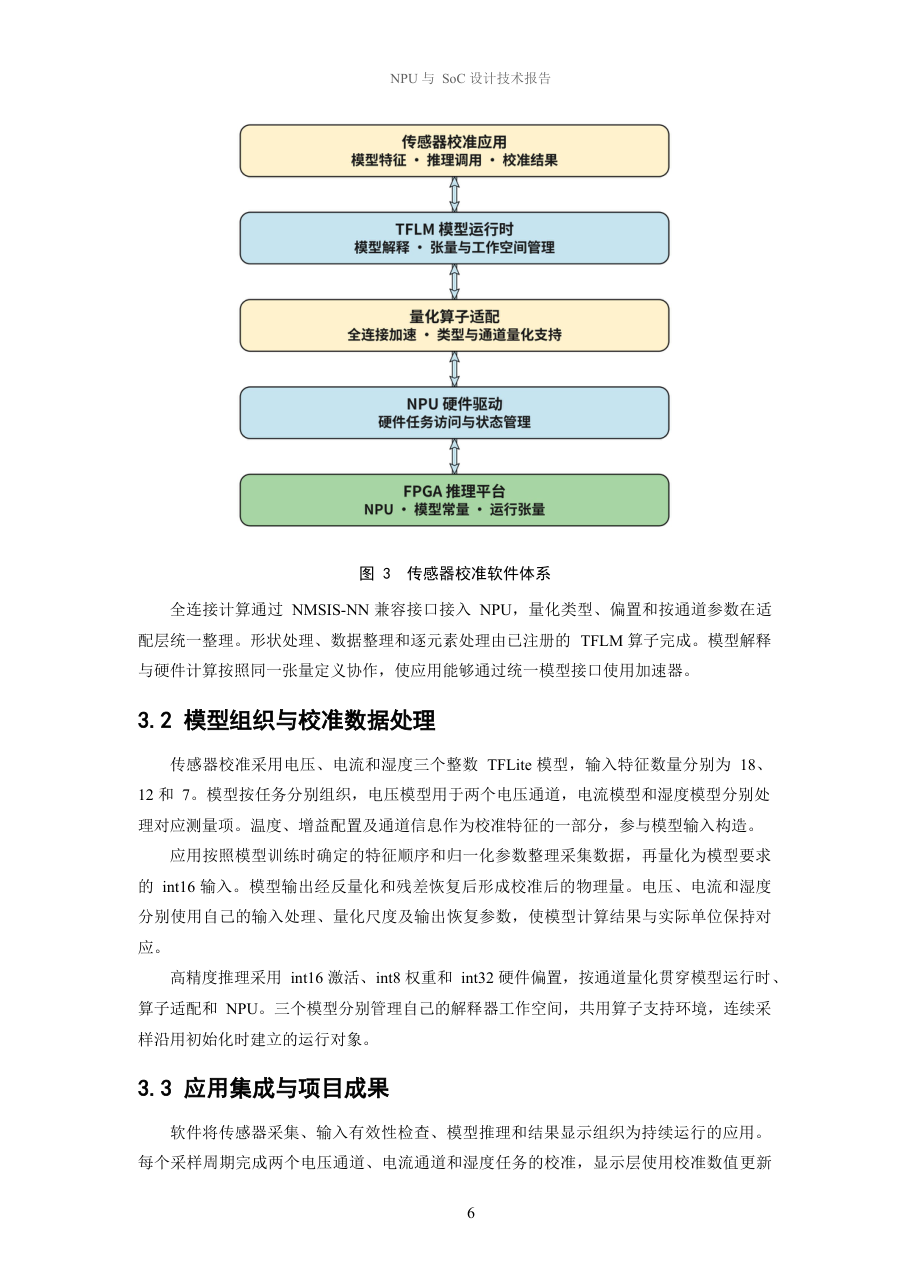 NPU 与 SoC 设计技术报告
传感器校准应用
模型特征 • 推理调用 • 校准结果
TFLM 模型运行时
模型解释 • 张量与工作空间管理
量化算子适配
全连接加速 • 类型与通道量化支持
NPU 硬件驱动
硬件任务访问与状态管理
FPGA 推理平台
NPU • 模型常量 • 运行张量
图 3 传感器校准软件体系
全连接计算通过 NMSIS-NN 兼容接口接入 NPU，量化类型、偏置和按通道参数在适
配层统一整理。形状处理、数据整理和逐元素处理由已注册的 TFLM 算子完成。模型解释
与硬件计算按照同一张量定义协作，使应用能够通过统一模型接口使用加速器。
3.2 模型组织与校准数据处理
传感器校准采用电压、电流和湿度三个整数 TFLite 模型，输入特征数量分别为 18、
12 和 7。模型按任务分别组织，电压模型用于两个电压通道，电流模型和湿度模型分别处
理对应测量项。温度、增益配置及通道信息作为校准特征的一部分，参与模型输入构造。
应用按照模型训练时确定的特征顺序和归一化参数整理采集数据，再量化为模型要求
的 int16 输入。模型输出经反量化和残差恢复后形成校准后的物理量。电压、电流和湿度
分别使用自己的输入处理、量化尺度及输出恢复参数，使模型计算结果与实际单位保持对
应。
高精度推理采用 int16 激活、int8 权重和 int32 硬件偏置，按通道量化贯穿模型运行时、
算子适配和 NPU。三个模型分别管理自己的解释器工作空间，共用算子支持环境，连续采
样沿用初始化时建立的运行对象。
3.3 应用集成与项目成果
软件将传感器采集、输入有效性检查、模型推理和结果显示组织为持续运行的应用。
每个采样周期完成两个电压通道、电流通道和湿度任务的校准，显示层使用校准数值更新
6